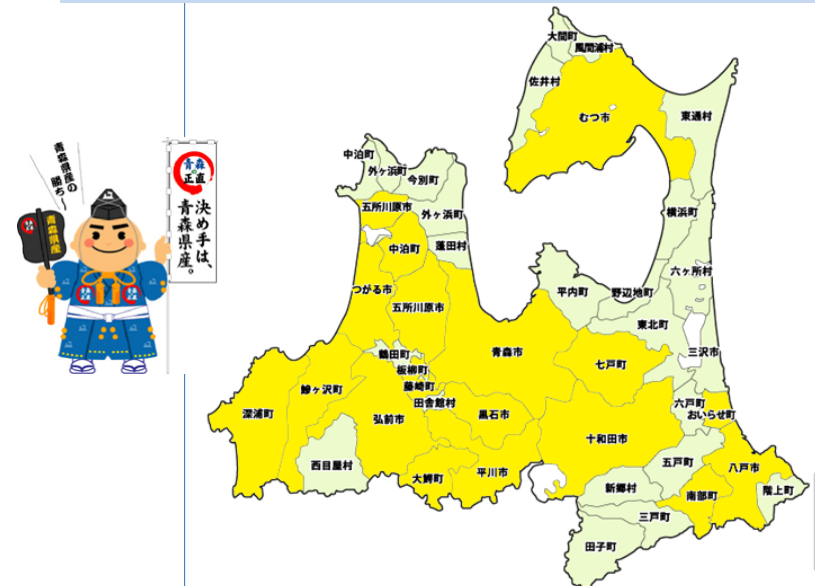 青森県産の
勝ち～
青森県産
青森の
正直
決め手は、
青森県産。
大間町
風間浦村
佐井村
むつ市
東通村
中泊町
外ヶ浜町
今別町
五所川原市
外ヶ浜町
横浜町
中泊町
蓬田村
六ヶ所村
つがる市
平内町
野辺地町
五所川原市
東北町
青森市
三沢市
鶴田町
七戸町
板柳町
藤崎町
鰺ヶ沢町
田舎館村
六戸町
おいらせ町
深浦町
弘前市
黒石市
十和田市
西目屋村
五戸町
八戸市
大鰐町
平川市
新郷村
南部町
階上町
三戸町
田子町